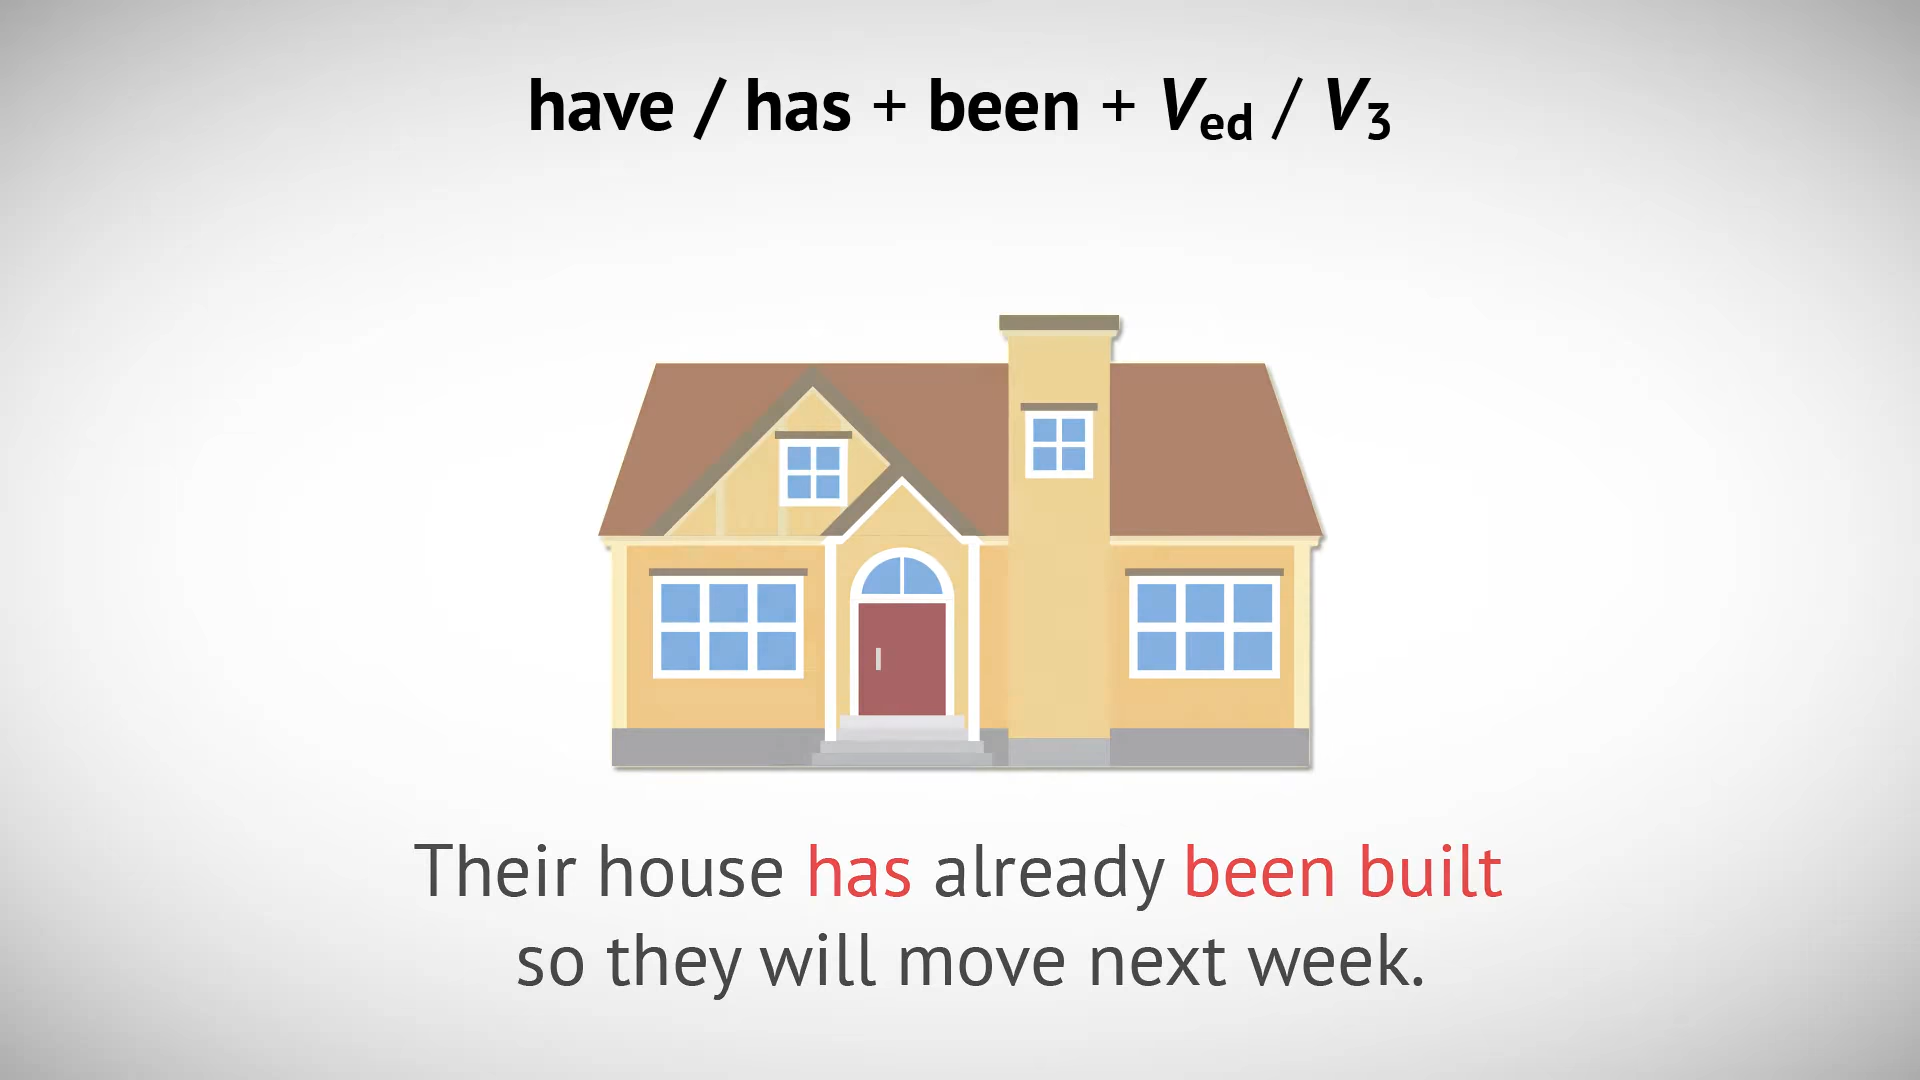 have / has + been + Ved / V3
Their house has already been built
so they will move next week.